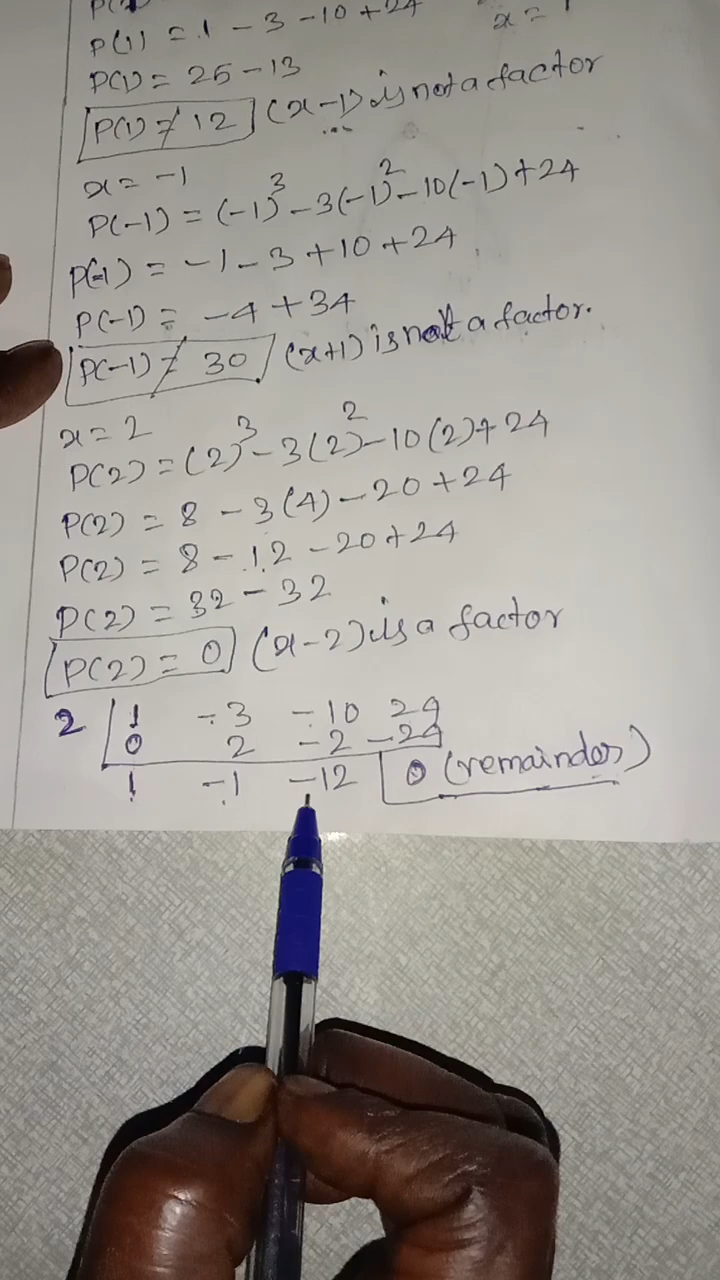 P(1) = 1 - 3 - 10 + 24
x =
P(1) = 25 - 13
P(1) ≠ 12 (x-1) is not a factor
x = -1
P(-1) = (-1)³ - 3(-1)² - 10(-1) + 24
P(-1) = -1 - 3 + 10 + 24
P(-1) = -4 + 34
P(-1) ≠ 30 (x+1) is not a factor.
x = 2
P(2) = (2)³ - 3(2)² - 10(2) + 24
P(2) = 8 - 3(4) - 20 + 24
P(2) = 8 - 12 - 20 + 24
P(2) = 32 - 32
P(2) = 0 (x-2) is a factor
2 | 1 -3 -10 24
0 2 -2 -24
1 -1 -12 | 0 (remainder)